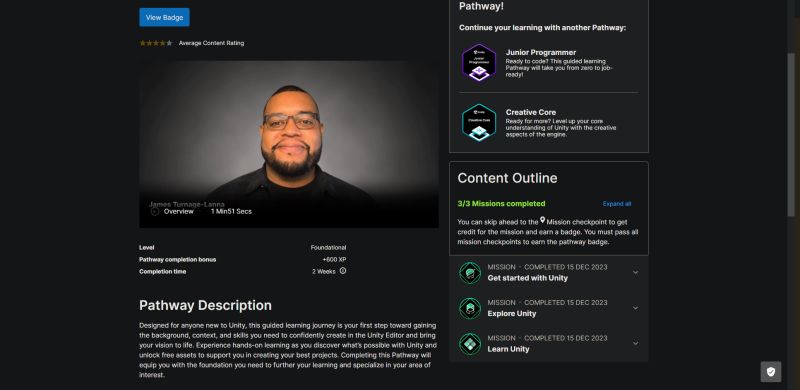 View Badge
Average Content Rating
James Turnage-Lanna
Overview · 1 Min51 Secs
Level Foundational
Pathway completion bonus +600 XP
Completion time 2 Weeks
Pathway Description
Designed for anyone new to Unity, this guided learning journey is your first step toward gaining
the background, context, and skills you need to confidently create in the Unity Editor and bring
your vision to life. Experience hands-on learning as you discover what's possible with Unity and
unlock free assets to support you in creating your best projects. Completing this Pathway will
equip you with the foundation you need to further your learning and specialize in your area of
interest.
Pathway!
Continue your learning with another Pathway:
Junior Programmer
Junior Programmer
Ready to code? This guided learning
Pathway will take you from zero to job-
ready!
Creative Core
Creative Core
Ready for more? Level up your core
understanding of Unity with the creative
aspects of the engine.
Content Outline
3/3 Missions completed Expand all
You can skip ahead to the Mission checkpoint to get
credit for the mission and earn a badge. You must pass all
mission checkpoints to earn the pathway badge.
MISSION · COMPLETED 15 DEC 2023
Get started with Unity
MISSION · COMPLETED 15 DEC 2023
Explore Unity
MISSION · COMPLETED 15 DEC 2023
Learn Unity